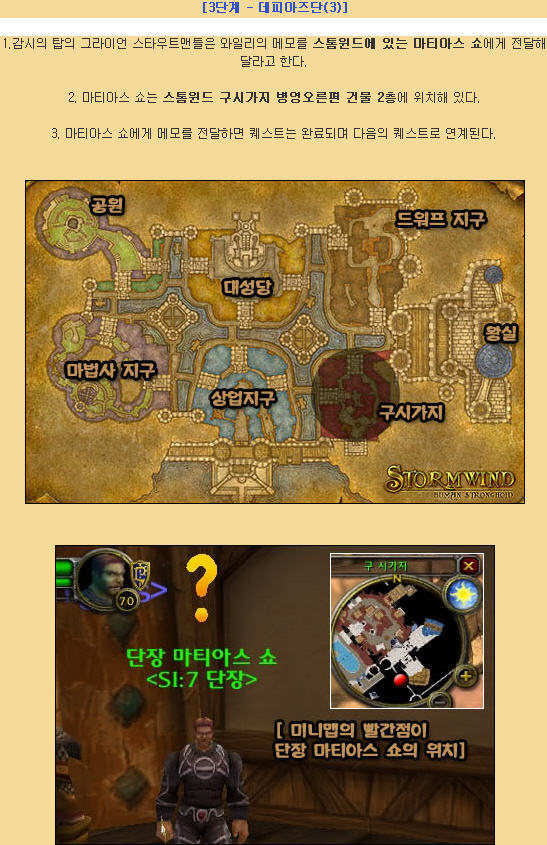 [3단계 - 데피아즈단(3)]
1.감시의 탑의 그라이언 스타우트맨틀은 와일리의 메모를 스톰윈드에 있는 마티아스 쇼에게 전달해
달라고 한다.
2. 마티아스 쇼는 스톰윈드 구시가지 병영오른편 건물 2층에 위치해 있다.
3. 마티아스 쇼에게 메모를 전달하면 퀘스트는 완료되며 다음의 퀘스트로 연계된다.
공원
드워프 지구
대성당
왕실
마법사 지구
상업지구
구시가지
STORMWIND
HUMAN STRONGHOLD
구 시가지
N
70
단장 마티아스 쇼
<SI:7 단장>
[ 미니맵의 빨간점이
단장 마티아스 쇼의 위치]